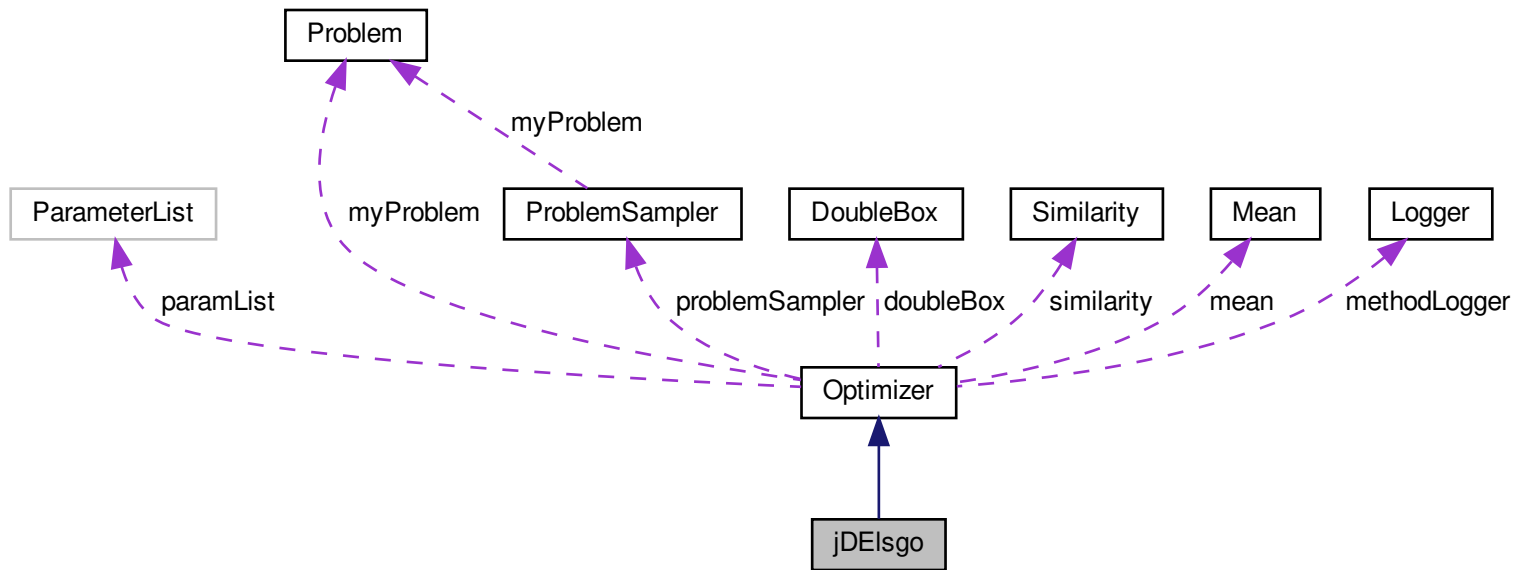 Problem
myProblem
ParameterList
myProblem
ProblemSampler
DoubleBox
Similarity
Mean
Logger
paramList
problemSampler
doubleBox
similarity
mean
methodLogger
Optimizer
jDElsgo